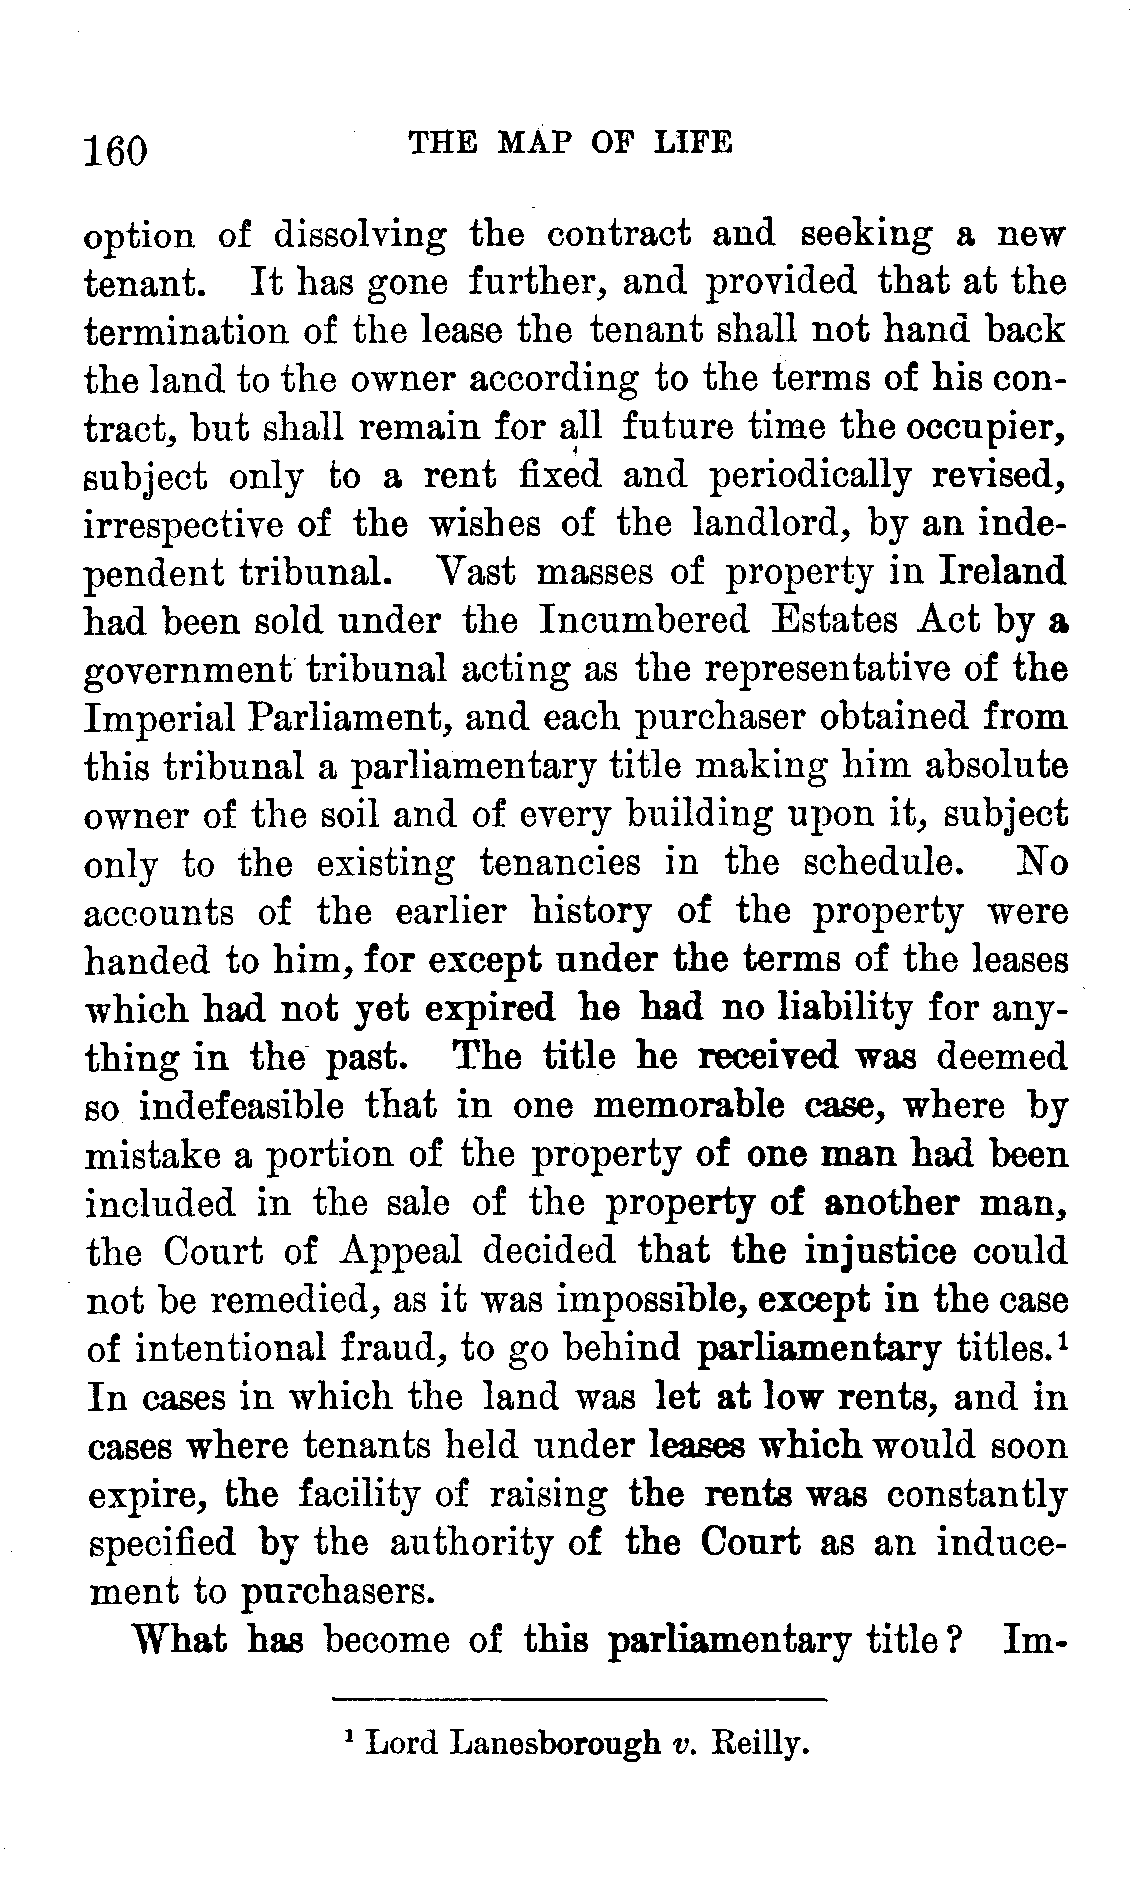 160 THE MAP OF LIFE
option of dissolving the contract and seeking a new
tenant. It has gone further, and provided that at the
termination of the lease the tenant shall not hand back
the land to the owner according to the terms of his con-
tract, but shall remain for all future time the occupier,
subject only to a rent fixed and periodically revised,
irrespective of the wishes of the landlord, by an inde-
pendent tribunal. Vast masses of property in Ireland
had been sold under the Incumbered Estates Act by a
government tribunal acting as the representative of the
Imperial Parliament, and each purchaser obtained from
this tribunal a parliamentary title making him absolute
owner of the soil and of every building upon it, subject
only to the existing tenancies in the schedule. No
accounts of the earlier history of the property were
handed to him, for except under the terms of the leases
which had not yet expired he had no liability for any-
thing in the past. The title he received was deemed
so indefeasible that in one memorable case, where by
mistake a portion of the property of one man had been
included in the sale of the property of another man,
the Court of Appeal decided that the injustice could
not be remedied, as it was impossible, except in the case
of intentional fraud, to go behind parliamentary titles.¹
In cases in which the land was let at low rents, and in
cases where tenants held under leases which would soon
expire, the facility of raising the rents was constantly
specified by the authority of the Court as an induce-
ment to purchasers.
What has become of this parliamentary title? Im-
¹ Lord Lanesborough v. Reilly.